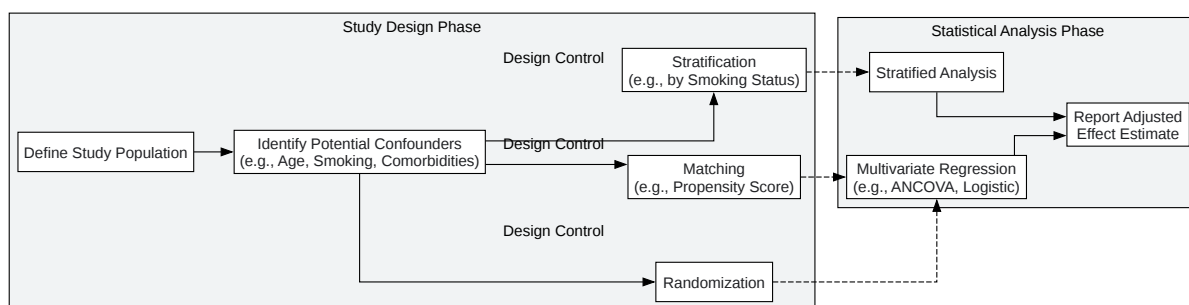 Study Design Phase
Statistical Analysis Phase
Design Control
Stratification
(e.g., by Smoking Status)
Stratified Analysis
Define Study Population
Identify Potential Confounders
(e.g., Age, Smoking, Comorbidities)
Design Control
Matching
(e.g., Propensity Score)
Multivariate Regression
(e.g., ANCOVA, Logistic)
Report Adjusted
Effect Estimate
Design Control
Randomization